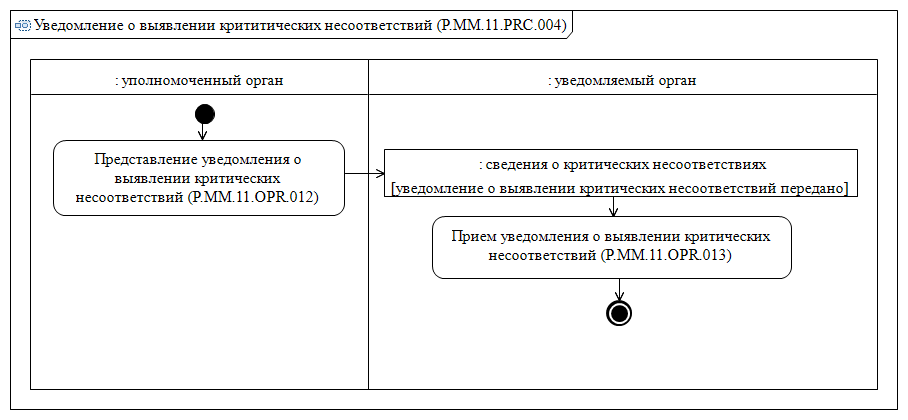 Уведомление о выявлении крититических несоответствий (P.MM.11.PRC.004)
: уполномоченный орган
: уведомляемый орган
Представление уведомления о
выявлении критических
несоответствий (P.MM.11.OPR.012)
: сведения о критических несоответствиях
[уведомление о выявлении критических несоответствий передано]
Прием уведомления о выявлении критических
несоответствий (P.MM.11.OPR.013)